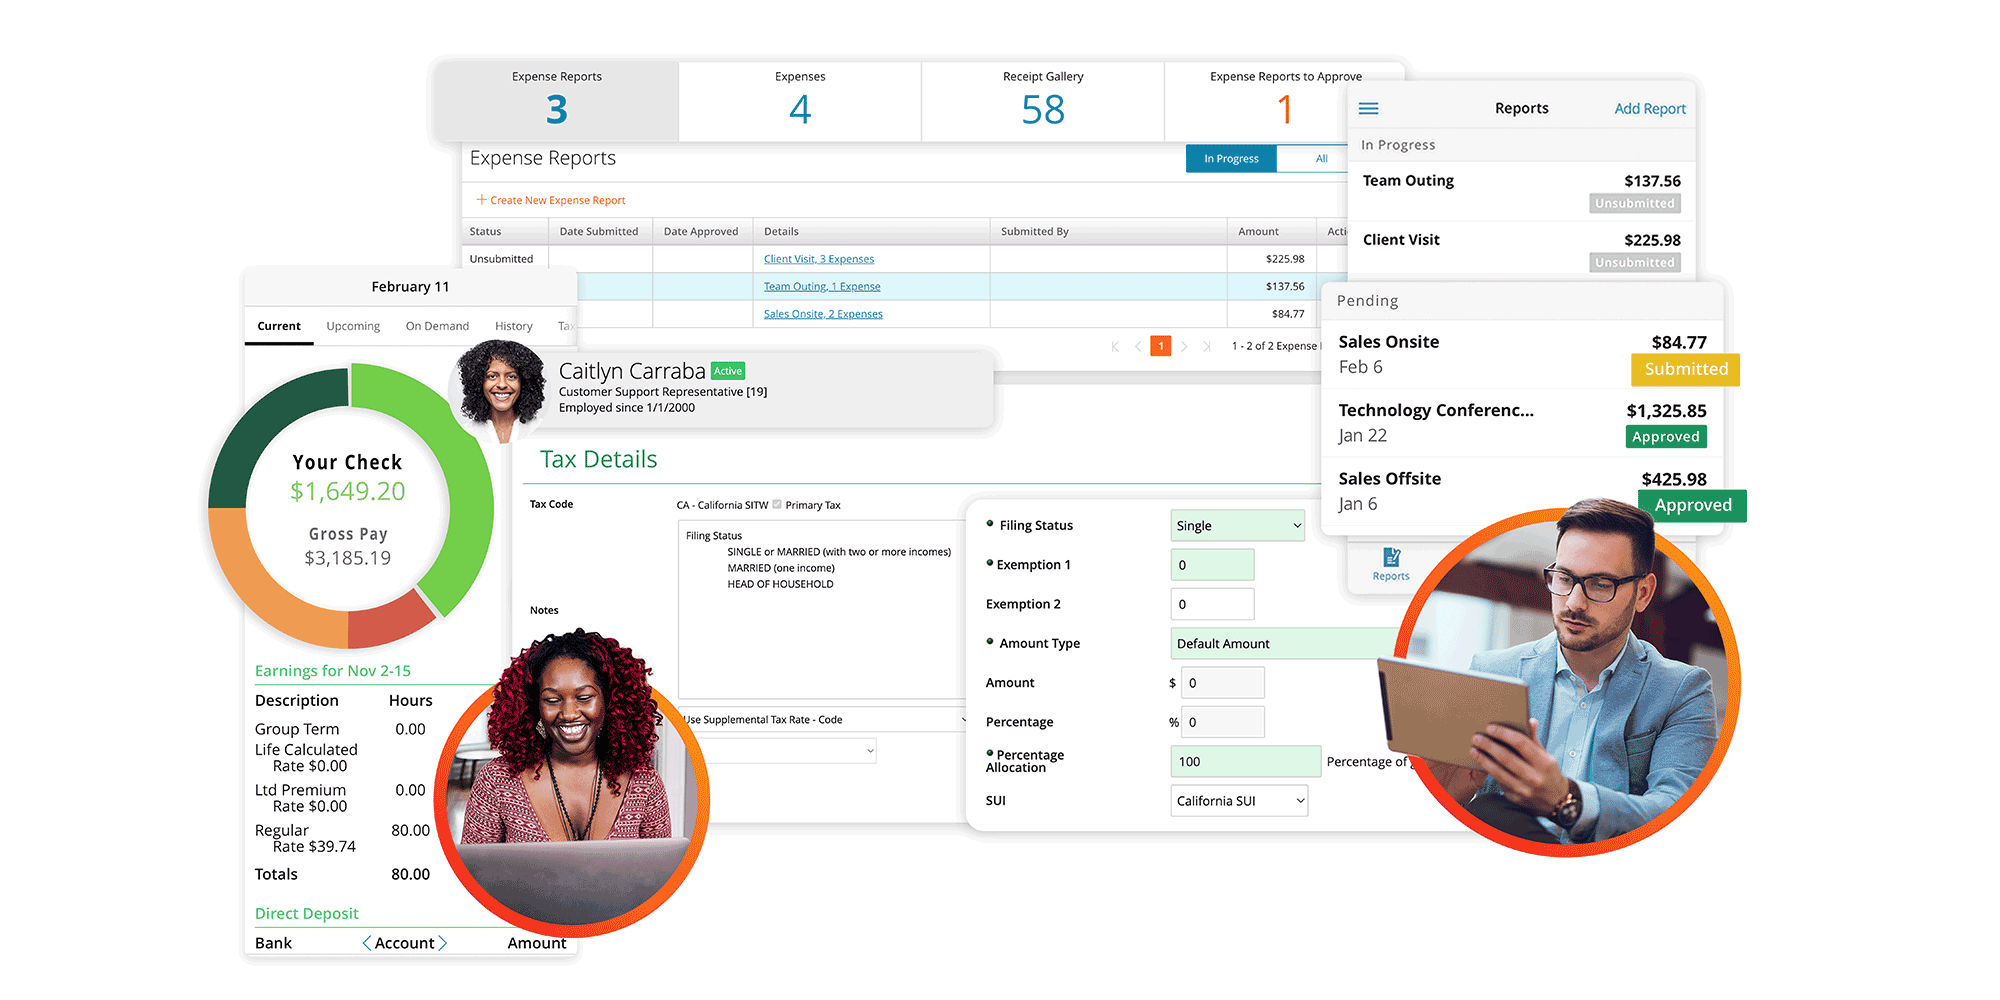 Expense Reports
3
Expenses
4
Receipt Gallery
58
Expense Reports to Approve
1
Expense Reports
In Progress
All
Create New Expense Report
Status Date Submitted Date Approved Details Submitted By Amount
Unsubmitted Client Visit, 3 Expenses $225.98
Team Outing, 1 Expense $137.56
Sales Onsite, 2 Expenses $84.77
1
1 - 2 of 2 Expense
Reports
Add Report
In Progress
Team Outing $137.56
Unsubmitted
Client Visit $225.98
Unsubmitted
Pending
Sales Onsite $84.77
Feb 6 Submitted
Technology Conferenc... $1,325.85
Jan 22 Approved
Sales Offsite $425.98
Jan 6 Approved
Reports
February 11
Current Upcoming On Demand History Tax
Your Check
$1,649.20
Gross Pay
$3,185.19
Earnings for Nov 2-15
Description Hours
Group Term 0.00
Life Calculated
Rate $0.00
Ltd Premium 0.00
Rate $0.00
Regular 80.00
Rate $39.74
Totals 80.00
Direct Deposit
Bank Account Amount
Caitlyn Carraba Active
Customer Support Representative [19]
Employed since 1/1/2000
Tax Details
Tax Code CA - California SITW Primary Tax
Filing Status
SINGLE or MARRIED (with two or more incomes)
MARRIED (one income)
HEAD OF HOUSEHOLD
Notes
Use Supplemental Tax Rate - Code
Filing Status Single
Exemption 1 0
Exemption 2 0
Amount Type Default Amount
Amount $ 0
Percentage % 0
Percentage
Allocation 100 Percentage of
SUI California SUI